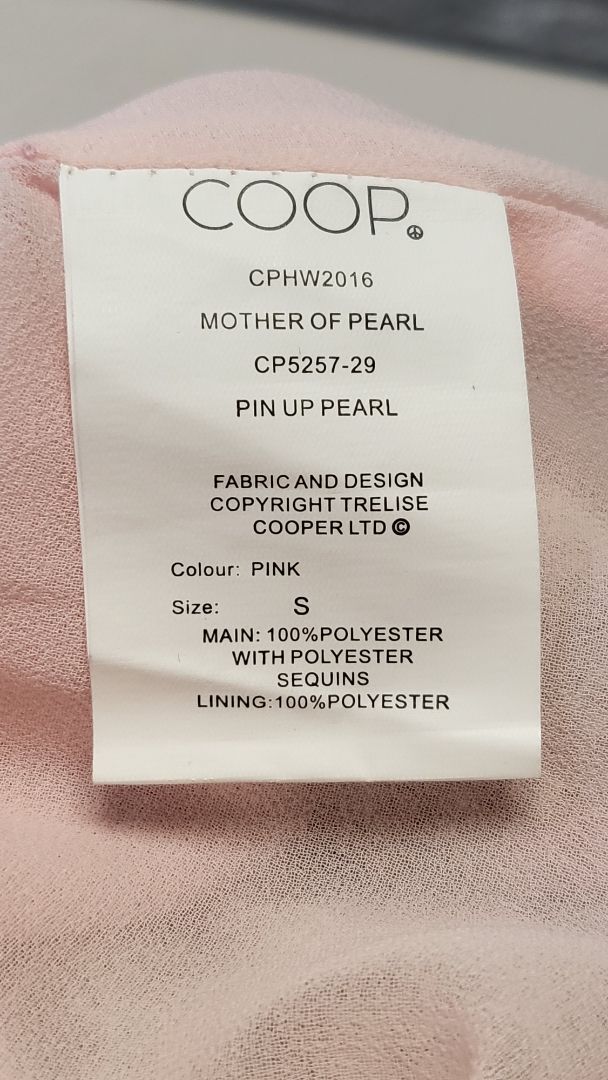 COOP.
CPHW2016
MOTHER OF PEARL
CP5257-29
PIN UP PEARL
FABRIC AND DESIGN
COPYRIGHT TRELISE
COOPER LTD ©
Colour: PINK
Size: S
MAIN: 100%POLYESTER
WITH POLYESTER
SEQUINS
LINING:100%POLYESTER